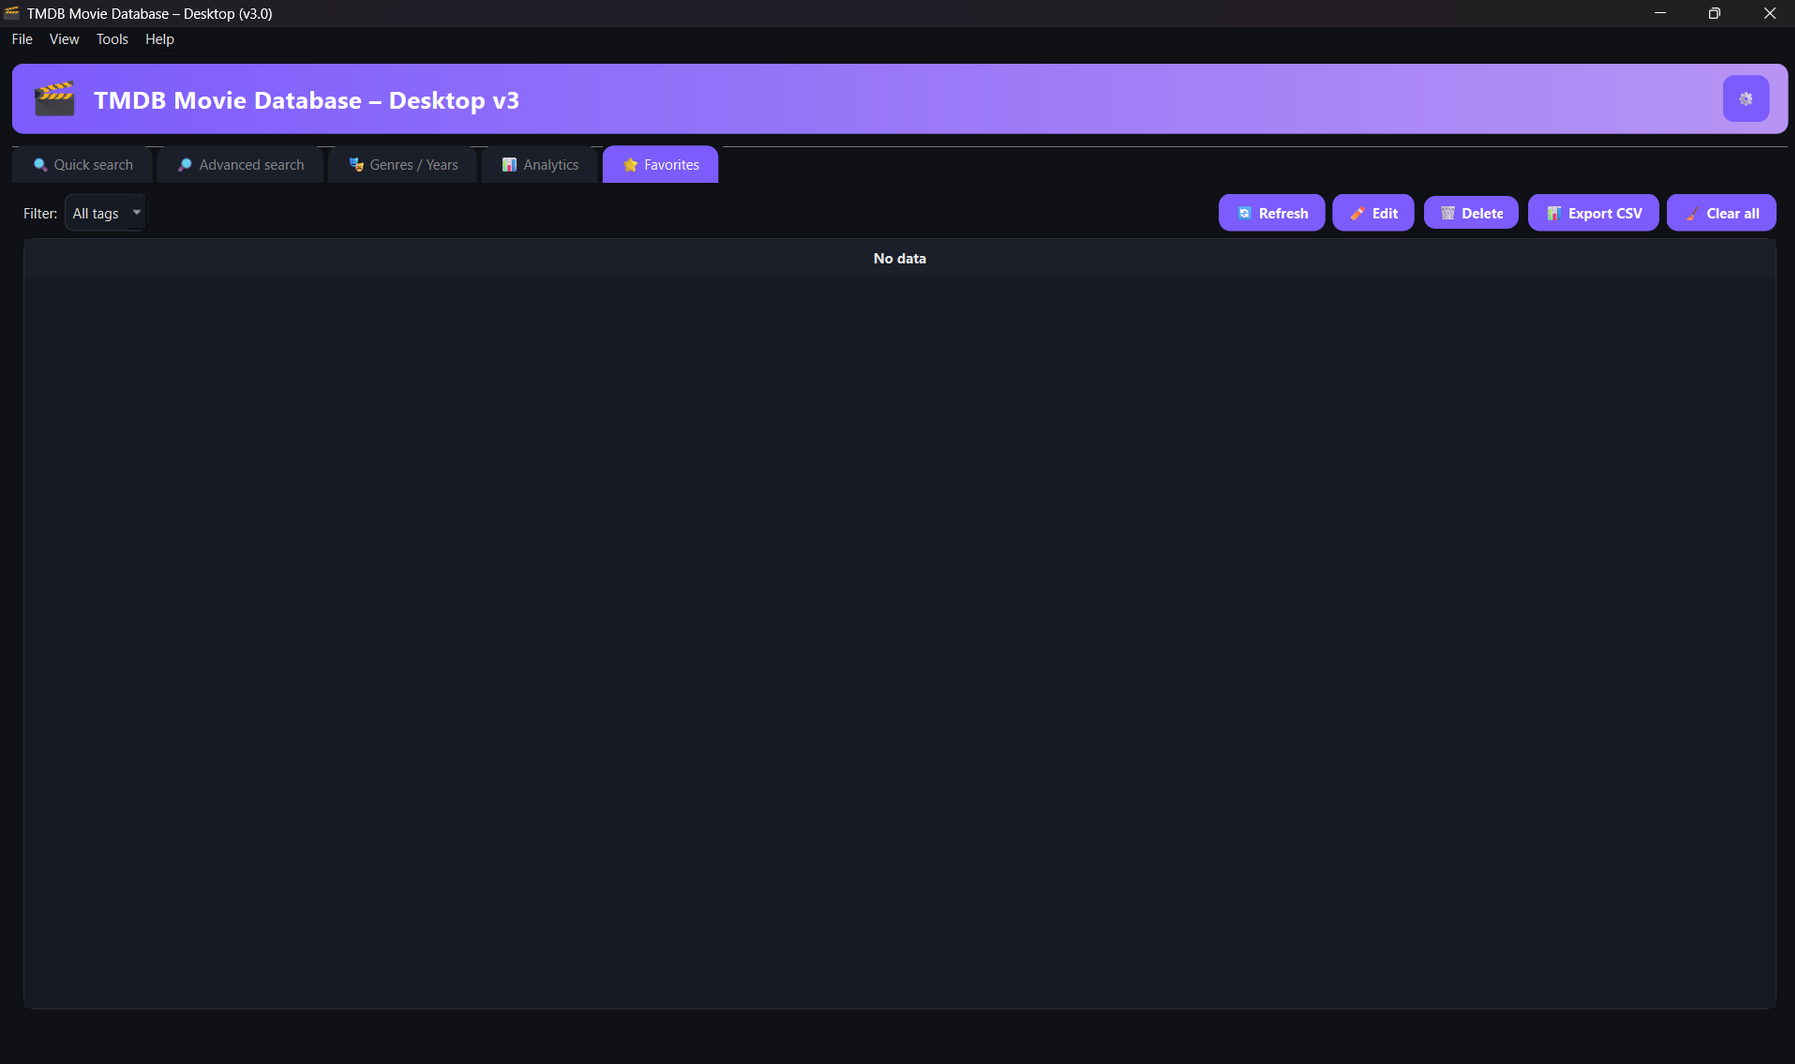 TMDB Movie Database – Desktop (v3.0)
File View Tools Help
TMDB Movie Database – Desktop v3
Quick search Advanced search Genres / Years Analytics Favorites
Filter: All tags Refresh Edit Delete Export CSV Clear all
No data